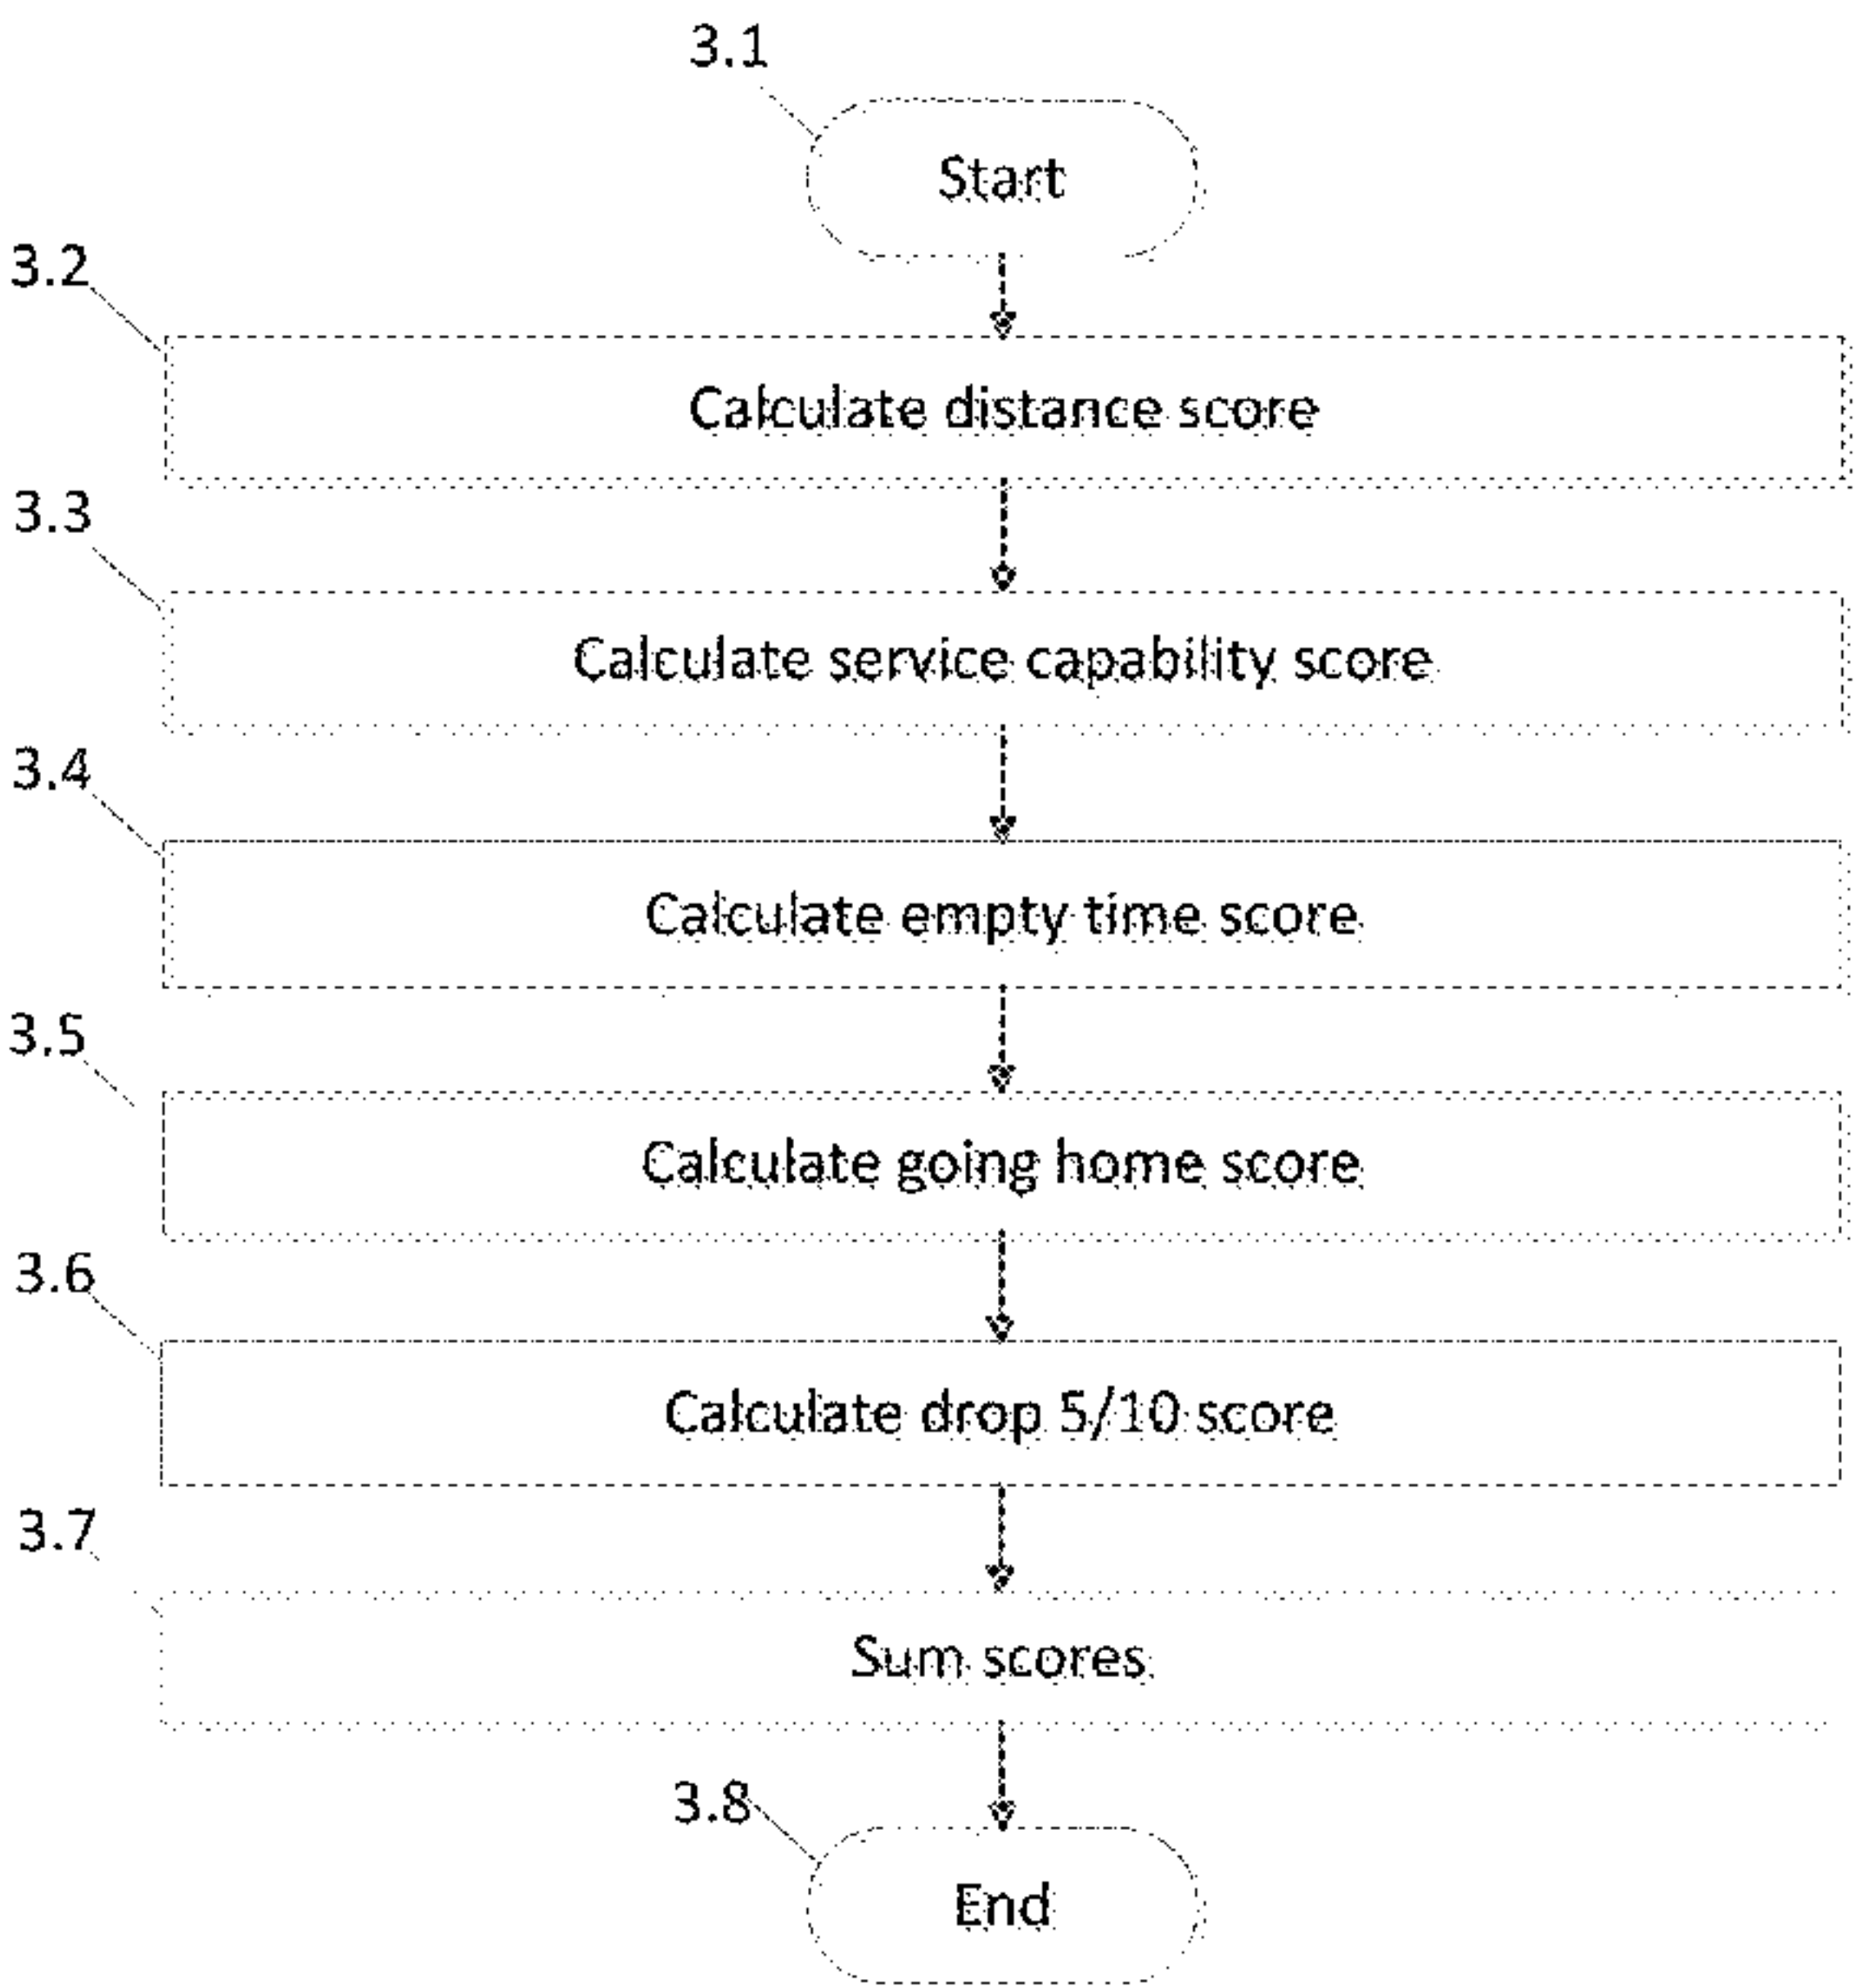 3.1
Start
3.2
Calculate distance score
3.3
Calculate service capability score
3.4
Calculate empty time score
3.5
Calculate going home score
3.6
Calculate drop 5/10 score
3.7
Sum scores
3.8
End